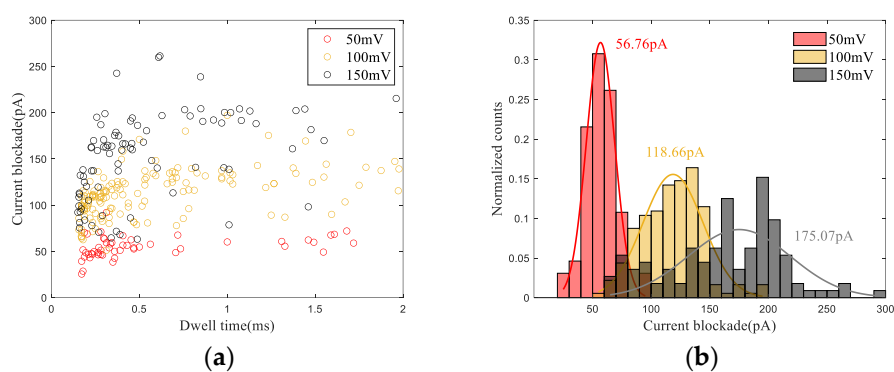 300
250
200
150
100
50
0
Current blockade(pA)
0
0.5
1
1.5
2
Dwell time(ms)
50mV
100mV
150mV
(a)
0.35
0.3
0.25
0.2
0.15
0.1
0.05
0
Normalized counts
50
100
150
200
250
300
Current blockade(pA)
56.76pA
118.66pA
175.07pA
50mV
100mV
150mV
(b)